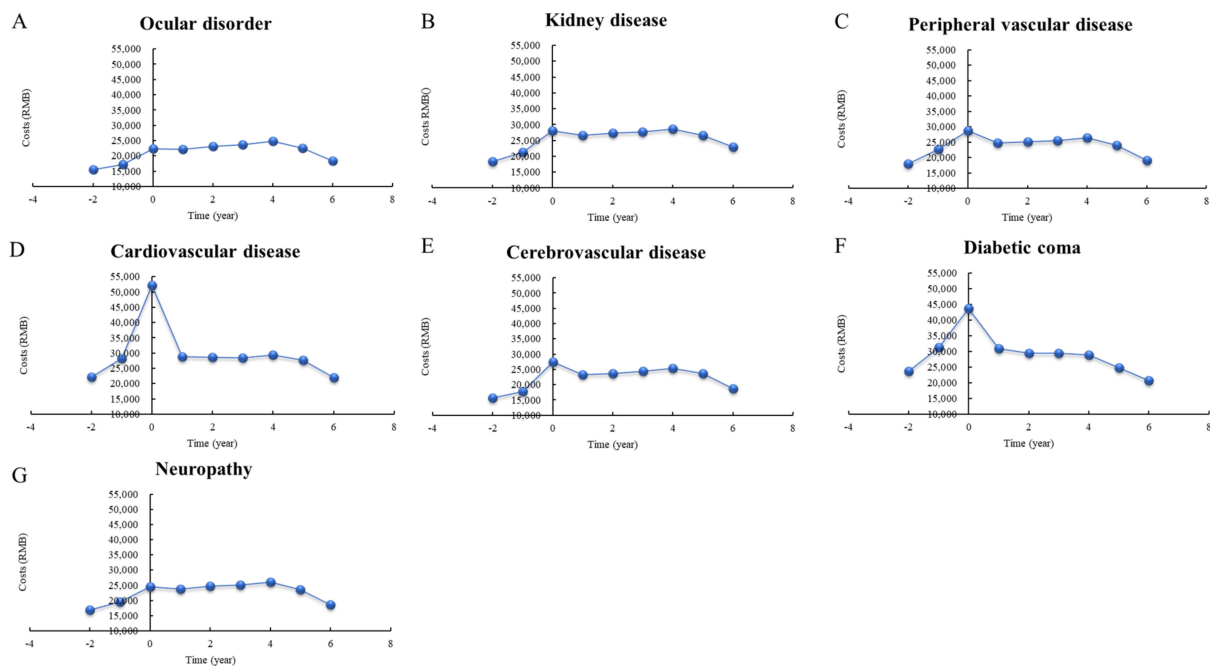 A
Ocular disorder
Costs (RMB)
55,000
50,000
45,000
40,000
35,000
30,000
25,000
20,000
15,000
10,000
-4 -2 0 2 4 6 8
Time (year)
B
Kidney disease
Costs RMB()
55,000
50,000
45,000
40,000
35,000
30,000
25,000
20,000
15,000
10,000
-4 -2 0 2 4 6 8
Time (year)
C
Peripheral vascular disease
Costs (RMB)
55,000
50,000
45,000
40,000
35,000
30,000
25,000
20,000
15,000
10,000
-4 -2 0 2 4 6 8
Time (year)
D
Cardiovascular disease
Costs (RMB)
55,000
50,000
45,000
40,000
35,000
30,000
25,000
20,000
15,000
10,000
-4 -2 0 2 4 6 8
Time (year)
E
Cerebrovascular disease
Costs (RMB)
55,000
50,000
45,000
40,000
35,000
30,000
25,000
20,000
15,000
10,000
-4 -2 0 2 4 6 8
Time (year)
F
Diabetic coma
Costs (RMB)
55,000
50,000
45,000
40,000
35,000
30,000
25,000
20,000
15,000
10,000
-4 -2 0 2 4 6 8
Time (year)
G
Neuropathy
Costs (RMB)
55,000
50,000
45,000
40,000
35,000
30,000
25,000
20,000
15,000
10,000
-4 -2 0 2 4 6 8
Time (year)